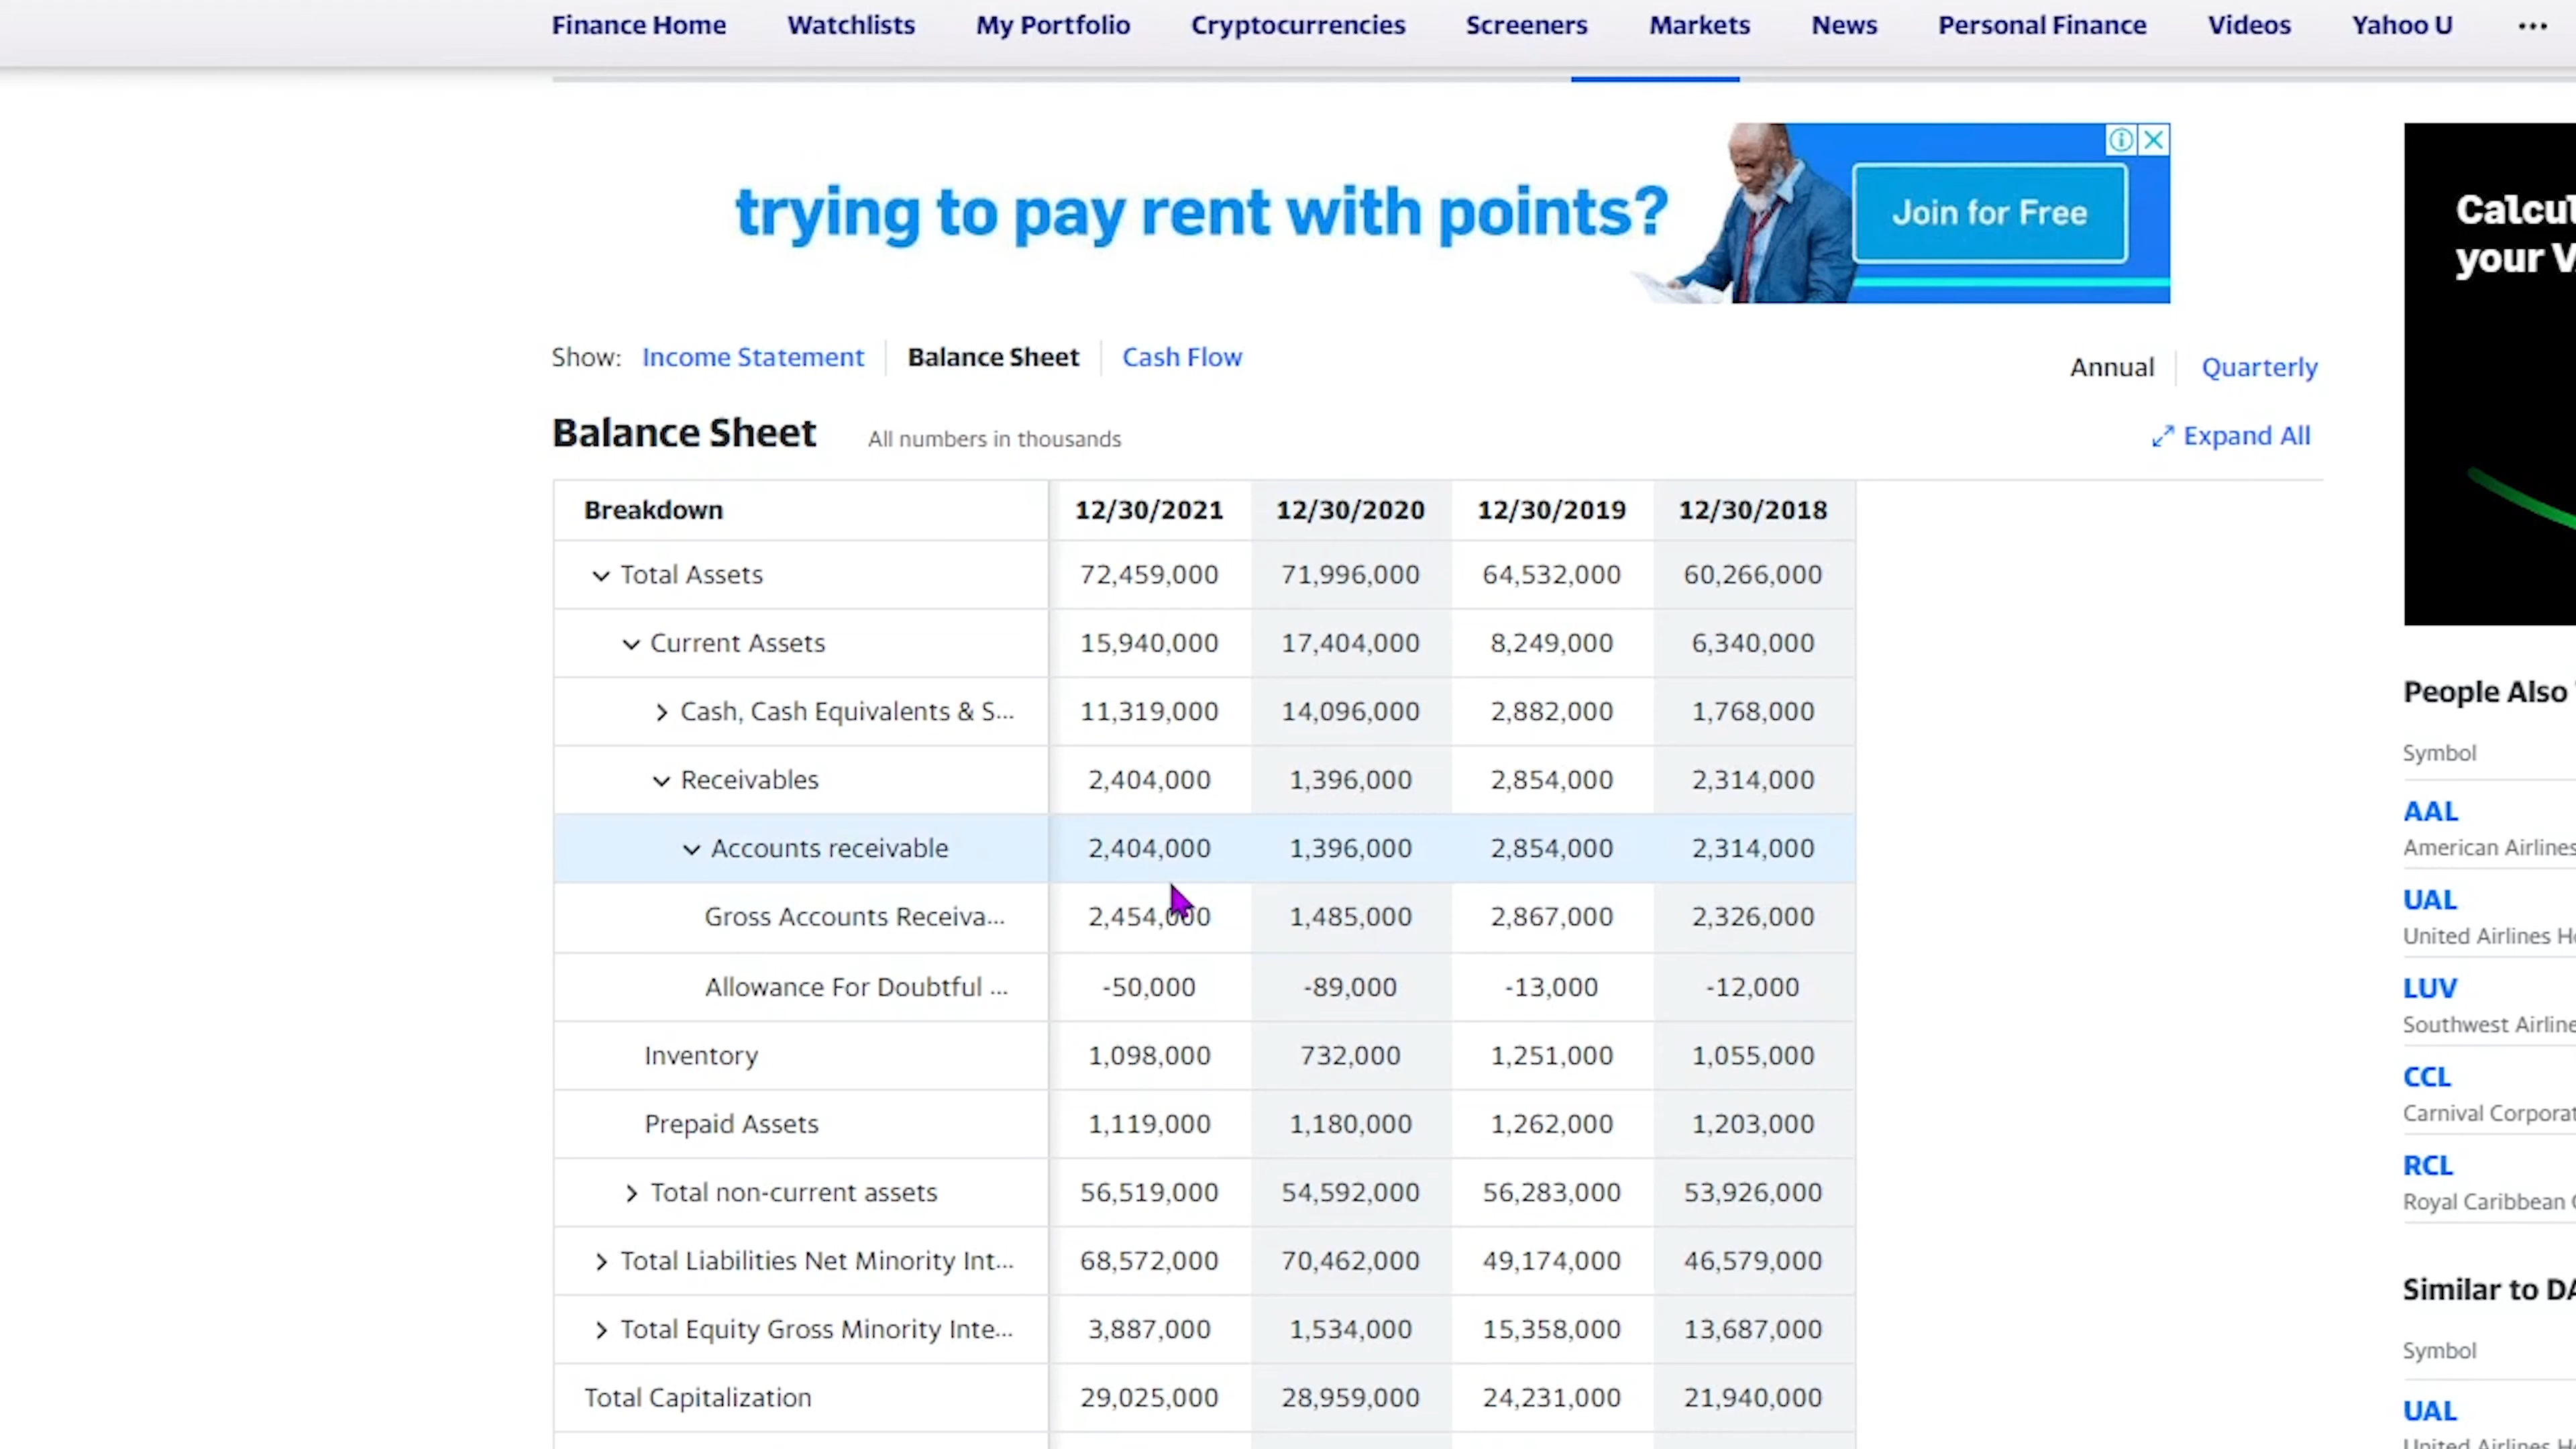 Finance Home Watchlists My Portfolio Cryptocurrencies Screeners Markets News Personal Finance Videos Yahoo U ...
trying to pay rent with points?
Join for Free
Calcul
your V
Show: Income Statement Balance Sheet Cash Flow
Annual Quarterly
Balance Sheet All numbers in thousands
Expand All
Breakdown 12/30/2021 12/30/2020 12/30/2019 12/30/2018
Total Assets 72,459,000 71,996,000 64,532,000 60,266,000
Current Assets 15,940,000 17,404,000 8,249,000 6,340,000
Cash, Cash Equivalents & S... 11,319,000 14,096,000 2,882,000 1,768,000
Receivables 2,404,000 1,396,000 2,854,000 2,314,000
Accounts receivable 2,404,000 1,396,000 2,854,000 2,314,000
Gross Accounts Receiva... 2,454,000 1,485,000 2,867,000 2,326,000
Allowance For Doubtful ... -50,000 -89,000 -13,000 -12,000
Inventory 1,098,000 732,000 1,251,000 1,055,000
Prepaid Assets 1,119,000 1,180,000 1,262,000 1,203,000
Total non-current assets 56,519,000 54,592,000 56,283,000 53,926,000
Total Liabilities Net Minority Int... 68,572,000 70,462,000 49,174,000 46,579,000
Total Equity Gross Minority Inte... 3,887,000 1,534,000 15,358,000 13,687,000
Total Capitalization 29,025,000 28,959,000 24,231,000 21,940,000
People Also
Symbol
AAL
American Airlines
UAL
United Airlines H
LUV
Southwest Airline
CCL
Carnival Corporat
RCL
Royal Caribbean
Similar to DA
Symbol
UAL
United Airlines H